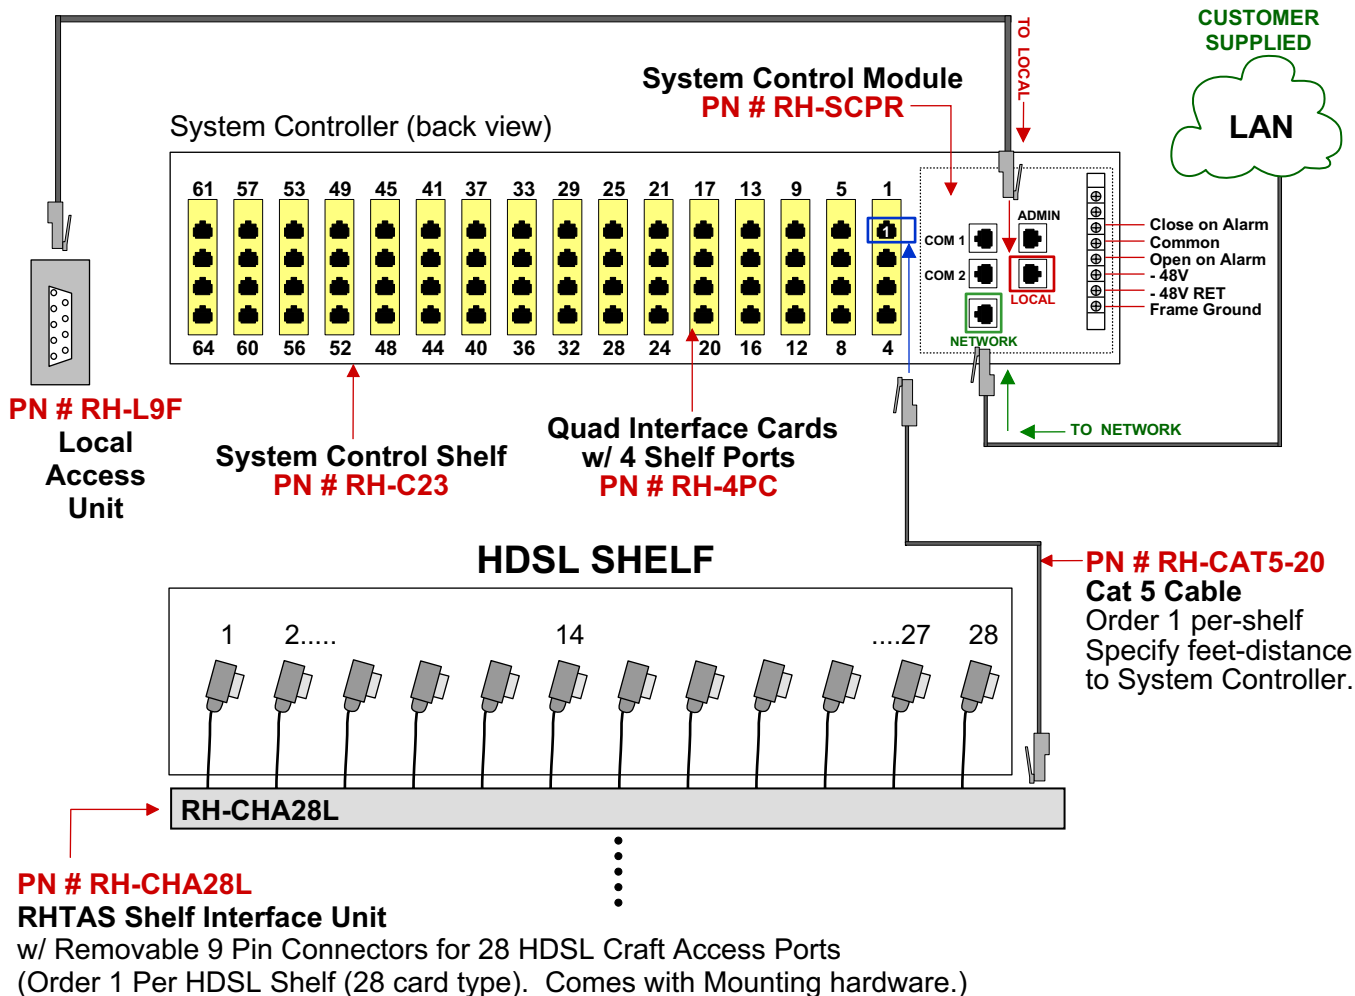 CUSTOMER
SUPPLIED
LAN
TO LOCAL
System Control Module
PN # RH-SCPR
System Controller (back view)
61 57 53 49 45 41 37 33 29 25 21 17 13 9 5 1
1
64 60 56 52 48 44 40 36 32 28 24 20 16 12 8 4
ADMIN
COM 1
COM 2
LOCAL
NETWORK
Close on Alarm
Common
Open on Alarm
- 48V
- 48V RET
Frame Ground
TO NETWORK
PN # RH-L9F
Local
Access
Unit
System Control Shelf
PN # RH-C23
Quad Interface Cards
w/ 4 Shelf Ports
PN # RH-4PC
HDSL SHELF
1 2..... 14 ....27 28
PN # RH-CAT5-20
Cat 5 Cable
Order 1 per-shelf
Specify feet-distance
to System Controller.
RH-CHA28L
PN # RH-CHA28L
RHTAS Shelf Interface Unit
w/ Removable 9 Pin Connectors for 28 HDSL Craft Access Ports
(Order 1 Per HDSL Shelf (28 card type). Comes with Mounting hardware.)